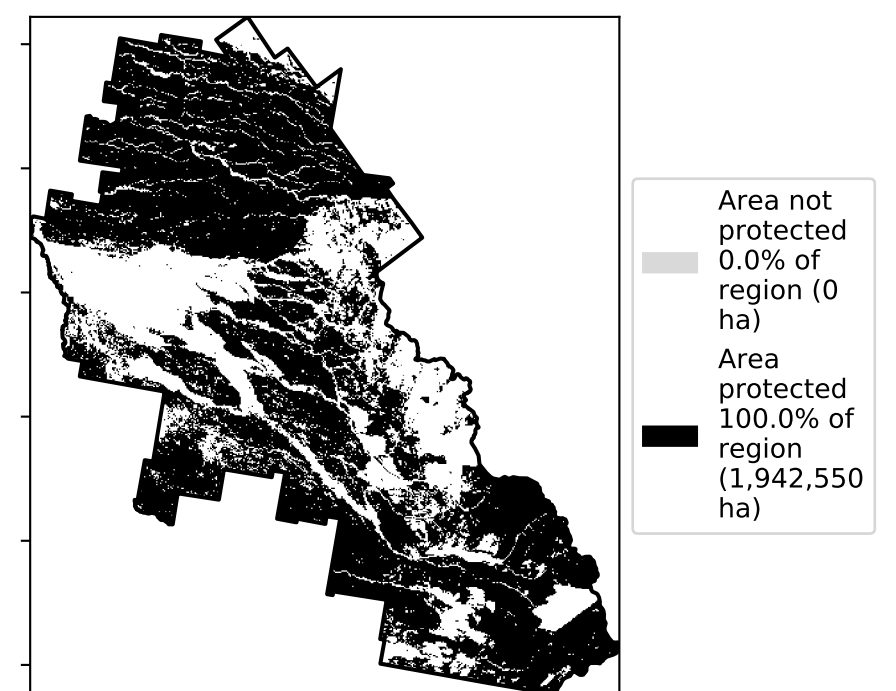 Area not
protected
0.0% of
region (0
ha)
Area
protected
100.0% of
region
(1,942,550
ha)